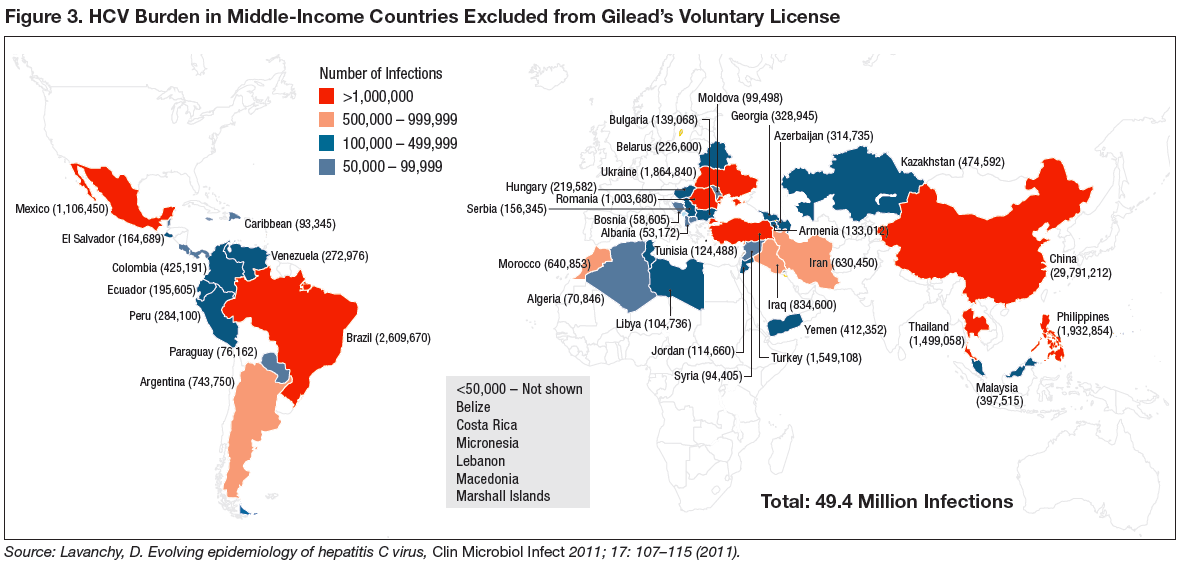 Figure 3. HCV Burden in Middle-Income Countries Excluded from Gilead's Voluntary License
Number of Infections
>1,000,000
500,000 – 999,999
100,000 – 499,999
50,000 – 99,999
Mexico (1,106,450)
El Salvador (164,689)
Caribbean (93,345)
Venezuela (272,976)
Colombia (425,191)
Ecuador (195,605)
Peru (284,100)
Brazil (2,609,670)
Paraguay (76,162)
Argentina (743,750)
Moldova (99,498)
Bulgaria (139,068)
Georgia (328,945)
Belarus (226,600)
Azerbaijan (314,735)
Ukraine (1,864,840)
Kazakhstan (474,592)
Hungary (219,582)
Romania (1,003,680)
Serbia (156,345)
Bosnia (58,605)
Albania (53,172)
Armenia (133,012)
Tunisia (124,488)
Morocco (640,853)
Iran (630,450)
China
(29,791,212)
Algeria (70,846)
Iraq (834,600)
Libya (104,736)
Yemen (412,352)
Thailand
(1,499,058)
Philippines
(1,932,854)
Jordan (114,660)
Turkey (1,549,108)
Syria (94,405)
Malaysia
(397,515)
<50,000 – Not shown
Belize
Costa Rica
Micronesia
Lebanon
Macedonia
Marshall Islands
Total: 49.4 Million Infections
Source: Lavanchy, D. Evolving epidemiology of hepatitis C virus, Clin Microbiol Infect 2011; 17: 107–115 (2011).